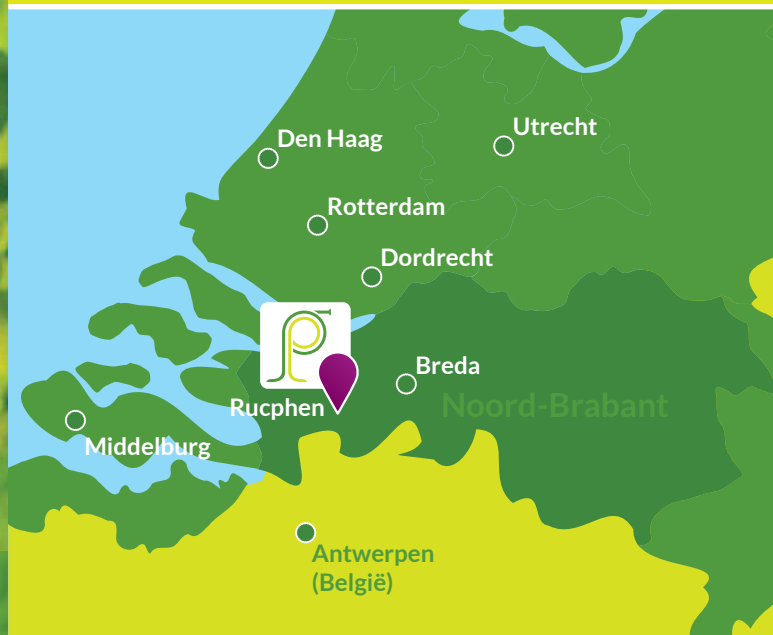 Utrecht
Den Haag
Rotterdam
Dordrecht
Breda
Noord-Brabant
Rucphen
Middelburg
Antwerpen
(België)